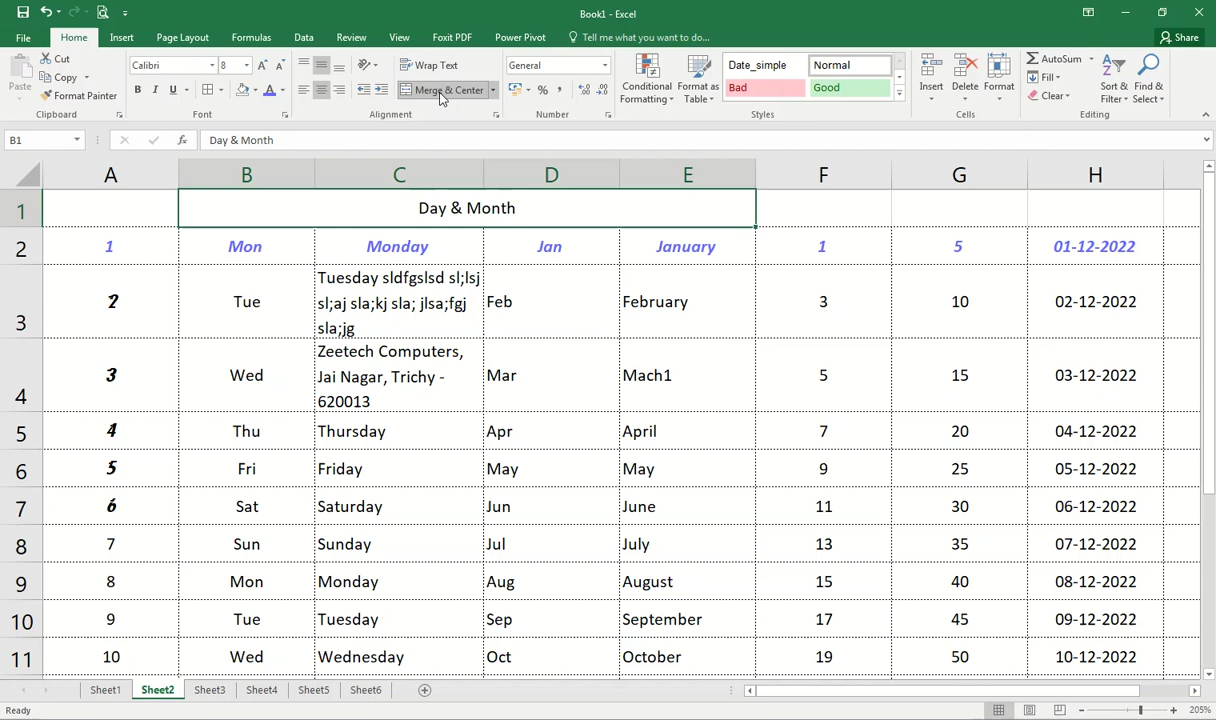 Book1 - Excel
File Home Insert Page Layout Formulas Data Review View Foxit PDF Power Pivot Tell me what you want to do... Share
Cut
Copy
Format Painter
Paste
Clipboard
Calibri 8 A A
B I U A
Font
Wrap Text
Merge & Center
Alignment
General
% ,
Number
Conditional Formatting
Format as Table
Date_simple Normal
Bad Good
Styles
Insert Delete Format
Cells
AutoSum
Fill
Clear
Sort & Filter
Find & Select
Editing
B1 fx Day & Month
A B C D E F G H
1 Day & Month
2 1 Mon Monday Jan January 1 5 01-12-2022
3 2 Tue Tuesday sldfgslsd sl;lsj
sl;aj sla;kj sla; jlsa;fgj
sla;jg
Feb February 3 10 02-12-2022
4 3 Wed Zeetech Computers,
Jai Nagar, Trichy -
620013
Mar Mach1 5 15 03-12-2022
5 4 Thu Thursday Apr April 7 20 04-12-2022
6 5 Fri Friday May May 9 25 05-12-2022
7 6 Sat Saturday Jun June 11 30 06-12-2022
8 7 Sun Sunday Jul July 13 35 07-12-2022
9 8 Mon Monday Aug August 15 40 08-12-2022
10 9 Tue Tuesday Sep September 17 45 09-12-2022
11 10 Wed Wednesday Oct October 19 50 10-12-2022
Sheet1 Sheet2 Sheet3 Sheet4 Sheet5 Sheet6
Ready 205%